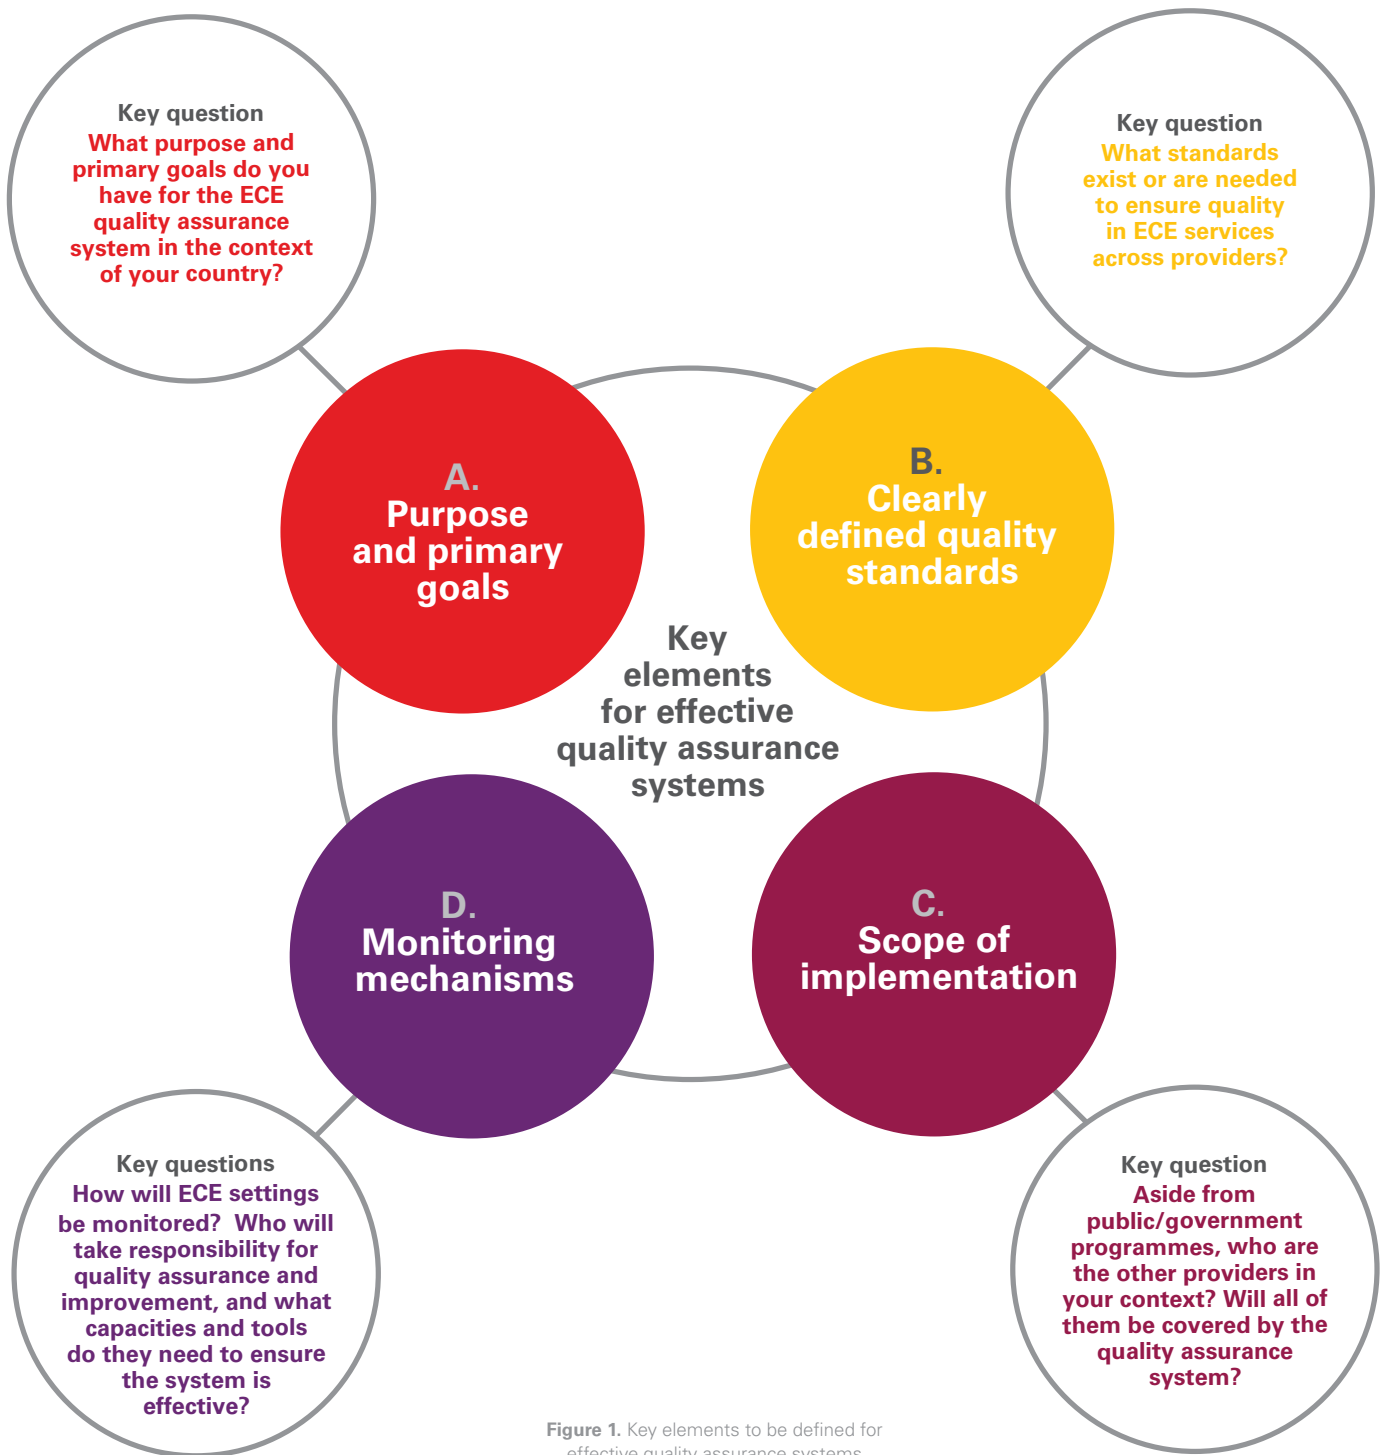 Key question
What purpose and
primary goals do you
have for the ECE
quality assurance
system in the context
of your country?
Key question
What standards
exist or are needed
to ensure quality
in ECE services
across providers?
A.
Purpose
and primary
goals
B.
Clearly
defined quality
standards
Key
elements
for effective
quality assurance
systems
D.
Monitoring
mechanisms
C.
Scope of
implementation
Key questions
How will ECE settings
be monitored? Who will
take responsibility for
quality assurance and
improvement, and what
capacities and tools
do they need to ensure
the system is
effective?
Key question
Aside from
public/government
programmes, who are
the other providers in
your context? Will all of
them be covered by the
quality assurance
system?
Figure 1. Key elements to be defined for
effective quality assurance systems